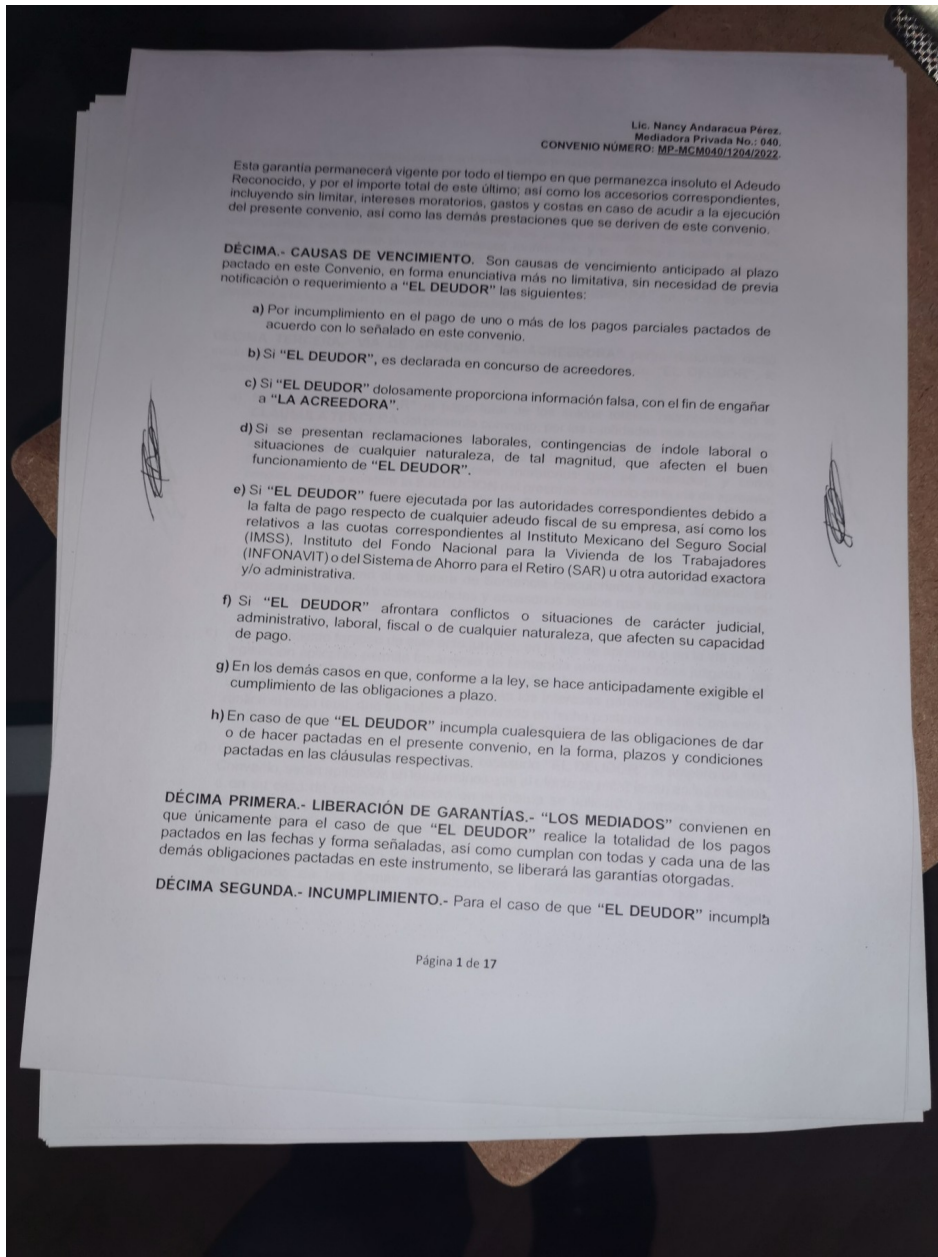 Lic. Nancy Andaracua Pérez.
Mediadora Privada No.: 040.
CONVENIO NÚMERO: MP-MCM040/1204/2022.
Esta garantía permanecerá vigente por todo el tiempo en que permanezca insoluto el Adeudo
Reconocido, y por el importe total de este último; así como los accesorios correspondientes,
incluyendo sin limitar, intereses moratorios, gastos y costas en caso de acudir a la ejecución
del presente convenio, así como las demás prestaciones que se deriven de este convenio.
DÉCIMA.- CAUSAS DE VENCIMIENTO. Son causas de vencimiento anticipado al plazo
pactado en este Convenio, en forma enunciativa más no limitativa, sin necesidad de previa
notificación o requerimiento a “EL DEUDOR” las siguientes:
a) Por incumplimiento en el pago de uno o más de los pagos parciales pactados de
acuerdo con lo señalado en este convenio.
b) Si “EL DEUDOR”, es declarada en concurso de acreedores.
c) Si “EL DEUDOR” dolosamente proporciona información falsa, con el fin de engañar
a “LA ACREEDORA”.
d) Si se presentan reclamaciones laborales, contingencias de índole laboral o
situaciones de cualquier naturaleza, de tal magnitud, que afecten el buen
funcionamiento de “EL DEUDOR”.
e) Si “EL DEUDOR” fuere ejecutada por las autoridades correspondientes debido a
la falta de pago respecto de cualquier adeudo fiscal de su empresa, así como los
relativos a las cuotas correspondientes al Instituto Mexicano del Seguro Social
(IMSS), Instituto del Fondo Nacional para la Vivienda de los Trabajadores
(INFONAVIT) o del Sistema de Ahorro para el Retiro (SAR) u otra autoridad exactora
y/o administrativa.
f) Si “EL DEUDOR” afrontara conflictos o situaciones de carácter judicial,
administrativo, laboral, fiscal o de cualquier naturaleza, que afecten su capacidad
de pago.
g) En los demás casos en que, conforme a la ley, se hace anticipadamente exigible el
cumplimiento de las obligaciones a plazo.
h) En caso de que “EL DEUDOR” incumpla cualesquiera de las obligaciones de dar
o de hacer pactadas en el presente convenio, en la forma, plazos y condiciones
pactadas en las cláusulas respectivas.
DÉCIMA PRIMERA.- LIBERACIÓN DE GARANTÍAS.- “LOS MEDIADOS” convienen en
que únicamente para el caso de que “EL DEUDOR” realice la totalidad de los pagos
pactados en las fechas y forma señaladas, así como cumplan con todas y cada una de las
demás obligaciones pactadas en este instrumento, se liberará las garantías otorgadas.
DÉCIMA SEGUNDA.- INCUMPLIMIENTO.- Para el caso de que “EL DEUDOR” incumpla
Página 1 de 17